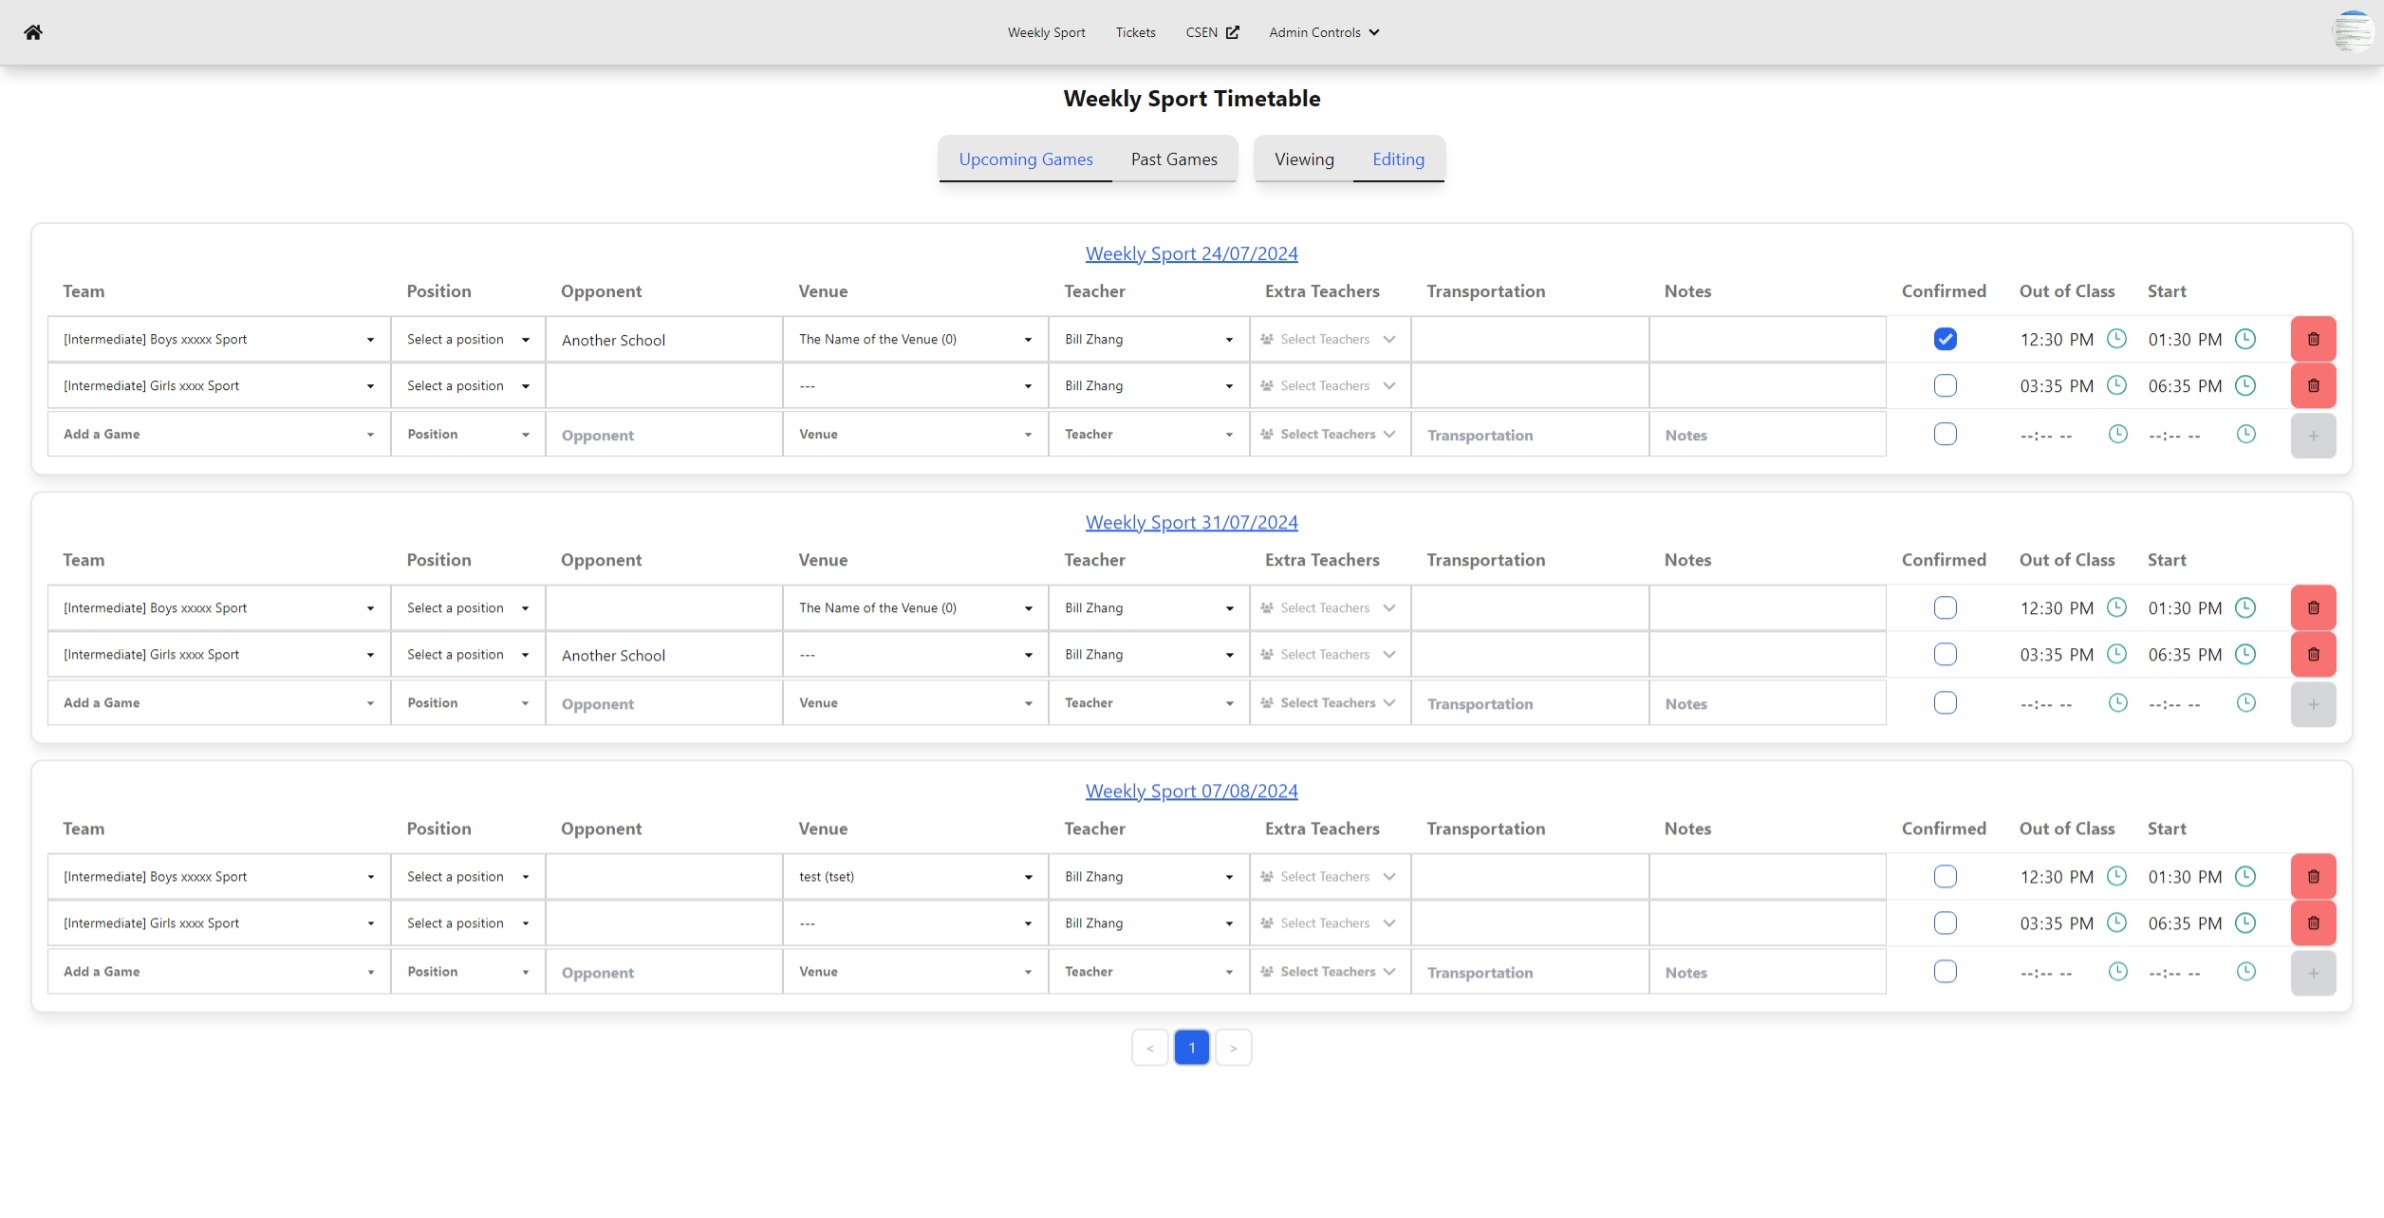 Weekly Sport Tickets CSEN Admin Controls
Weekly Sport Timetable
Upcoming Games Past Games Viewing Editing
Weekly Sport 24/07/2024
Team Position Opponent Venue Teacher Extra Teachers Transportation Notes Confirmed Out of Class Start
[Intermediate] Boys xxxxx Sport Select a position Another School The Name of the Venue (0) Bill Zhang Select Teachers 12:30 PM 01:30 PM
[Intermediate] Girls xxxx Sport Select a position --- Bill Zhang Select Teachers 03:35 PM 06:35 PM
Add a Game Position Opponent Venue Teacher Select Teachers Transportation Notes --:-- -- --:-- -- +
Weekly Sport 31/07/2024
Team Position Opponent Venue Teacher Extra Teachers Transportation Notes Confirmed Out of Class Start
[Intermediate] Boys xxxxx Sport Select a position The Name of the Venue (0) Bill Zhang Select Teachers 12:30 PM 01:30 PM
[Intermediate] Girls xxxx Sport Select a position Another School --- Bill Zhang Select Teachers 03:35 PM 06:35 PM
Add a Game Position Opponent Venue Teacher Select Teachers Transportation Notes --:-- -- --:-- -- +
Weekly Sport 07/08/2024
Team Position Opponent Venue Teacher Extra Teachers Transportation Notes Confirmed Out of Class Start
[Intermediate] Boys xxxxx Sport Select a position test (tset) Bill Zhang Select Teachers 12:30 PM 01:30 PM
[Intermediate] Girls xxxx Sport Select a position --- Bill Zhang Select Teachers 03:35 PM 06:35 PM
Add a Game Position Opponent Venue Teacher Select Teachers Transportation Notes --:-- -- --:-- -- +
< 1 >